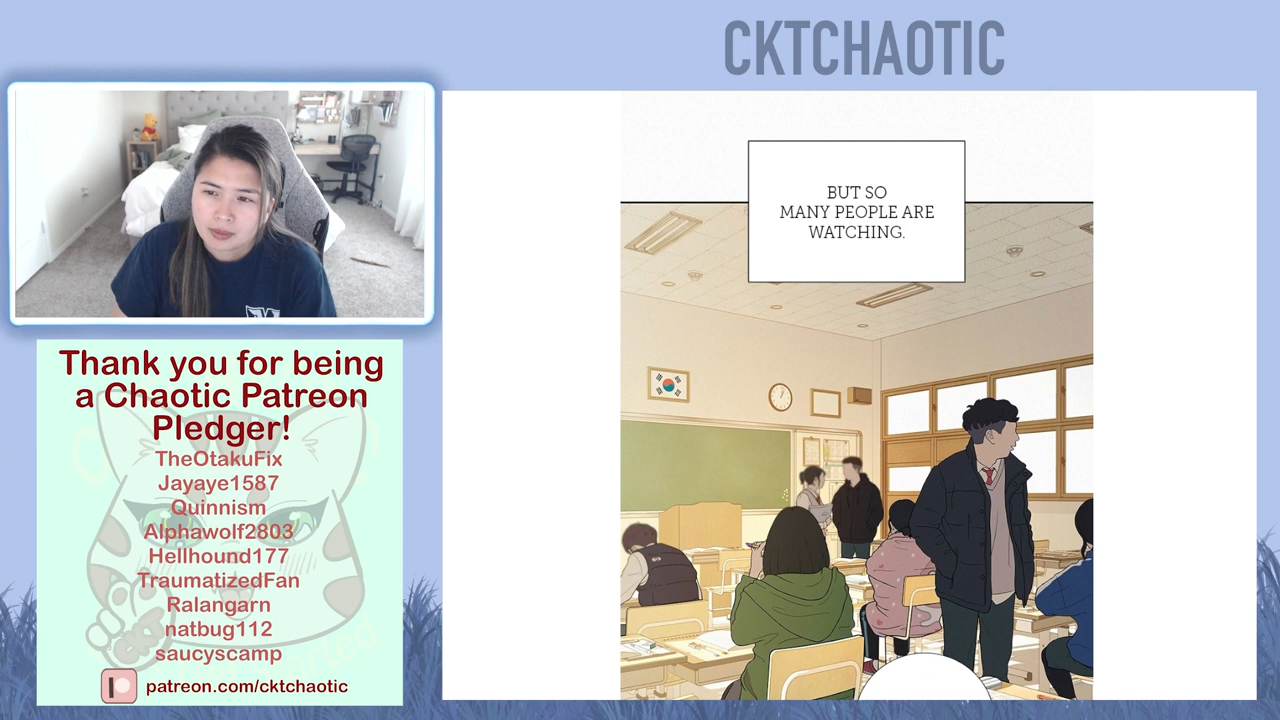 CKTCHAOTIC
BUT SO
MANY PEOPLE ARE
WATCHING.
Thank you for being
a Chaotic Patreon
Pledger!
TheOtakuFix
Jayaye1587
Quinnism
Alphawolf2803
Hellhound177
TraumatizedFan
Ralangarn
natbug112
saucyscamp
patreon.com/cktchaotic